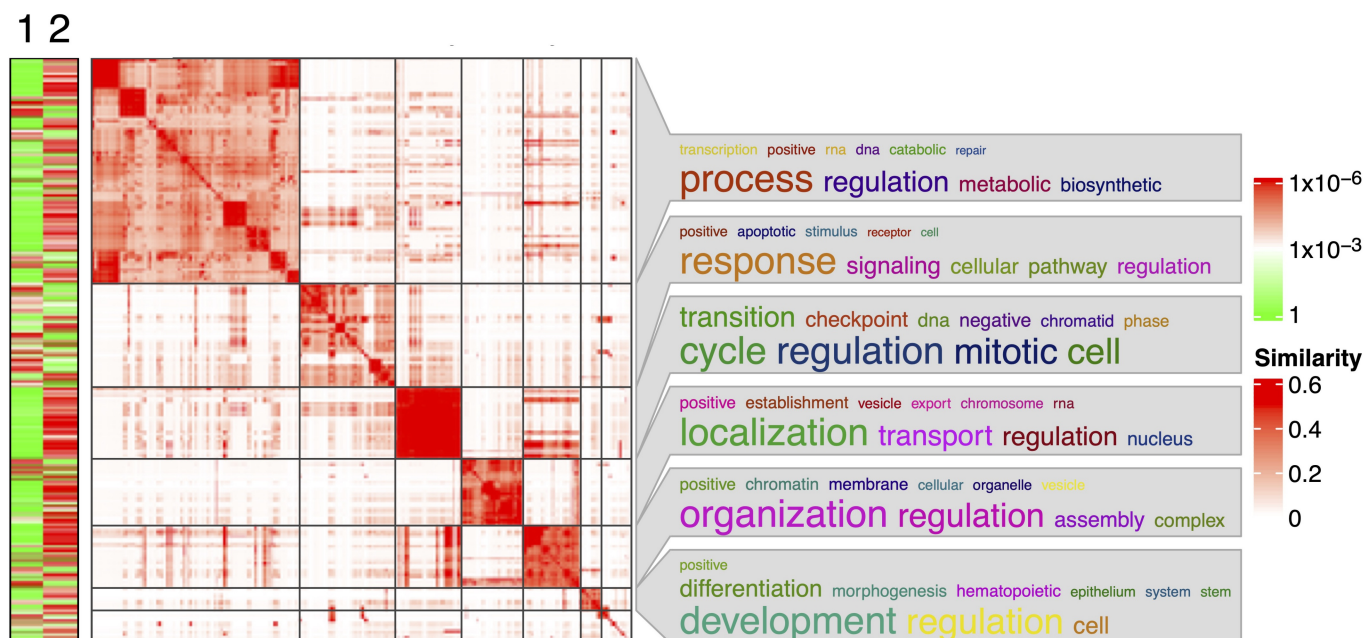 1 2
transcription positive rna dna catabolic repair
process regulation metabolic biosynthetic
positive apoptotic stimulus receptor cell
response signaling cellular pathway regulation
transition checkpoint dna negative chromatid phase
cycle regulation mitotic cell
positive establishment vesicle export chromosome rna
localization transport regulation nucleus
positive chromatin membrane cellular organelle vesicle
organization regulation assembly complex
positive
differentiation morphogenesis hematopoietic epithelium system stem
development regulation cell
1x10⁻⁶
1x10⁻³
1
Similarity
0.6
0.4
0.2
0